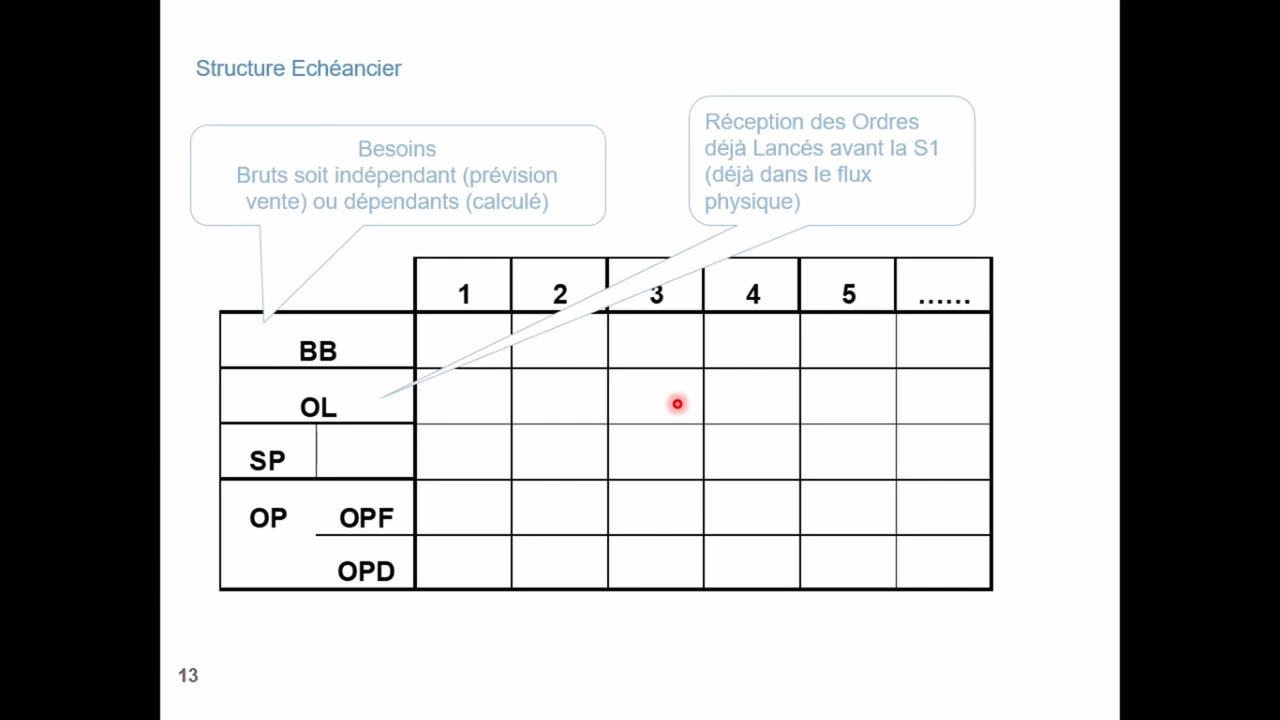 Structure Echéancier
Besoins
Bruts soit indépendant (prévision
vente) ou dépendants (calculé)
Réception des Ordres
déjà Lancés avant la S1
(déjà dans le flux
physique)
1 2 3 4 5 ……
BB
OL
SP
OP OPF
OPD
13